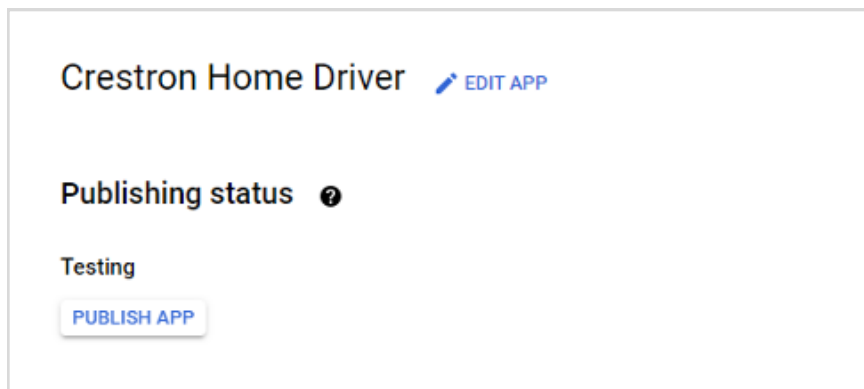 Crestron Home Driver EDIT APP
Publishing status
Testing
PUBLISH APP